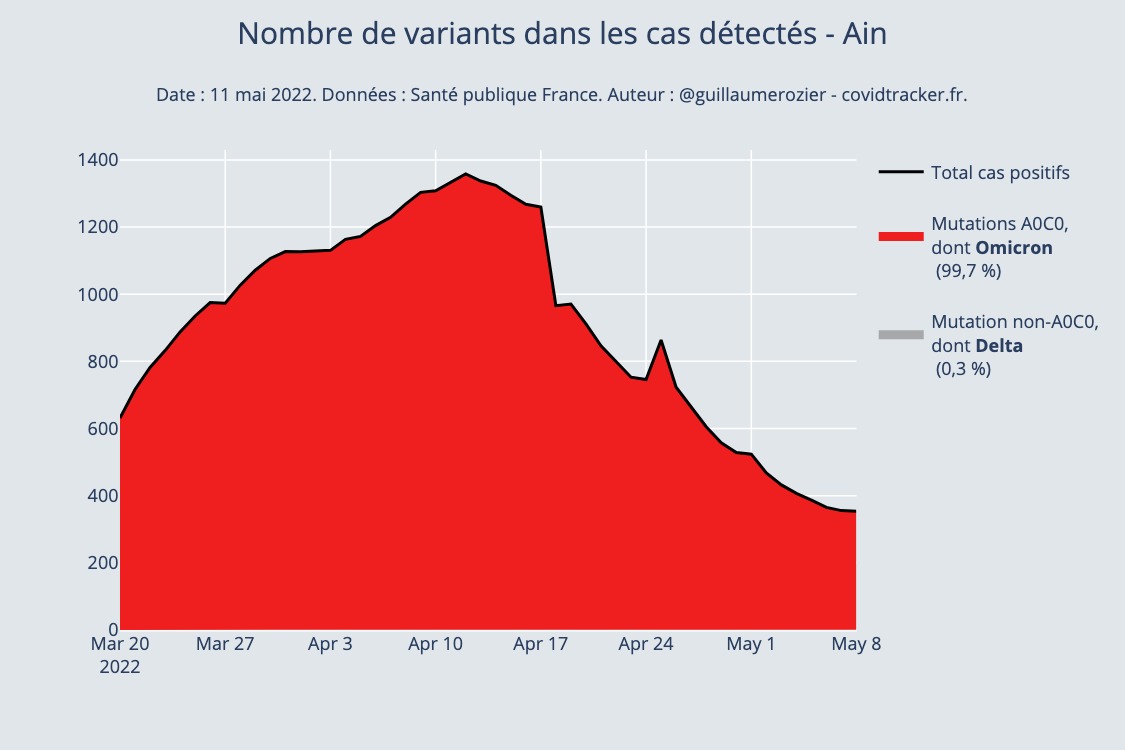 Nombre de variants dans les cas détectés - Ain
Date : 11 mai 2022. Données : Santé publique France. Auteur : @guillaumerozier - covidtracker.fr.
1400
1200
1000
800
600
400
200
0
Mar 20
2022
Mar 27
Apr 3
Apr 10
Apr 17
Apr 24
May 1
May 8
Total cas positifs
Mutations A0C0,
dont Omicron
(99,7 %)
Mutation non-A0C0,
dont Delta
(0,3 %)